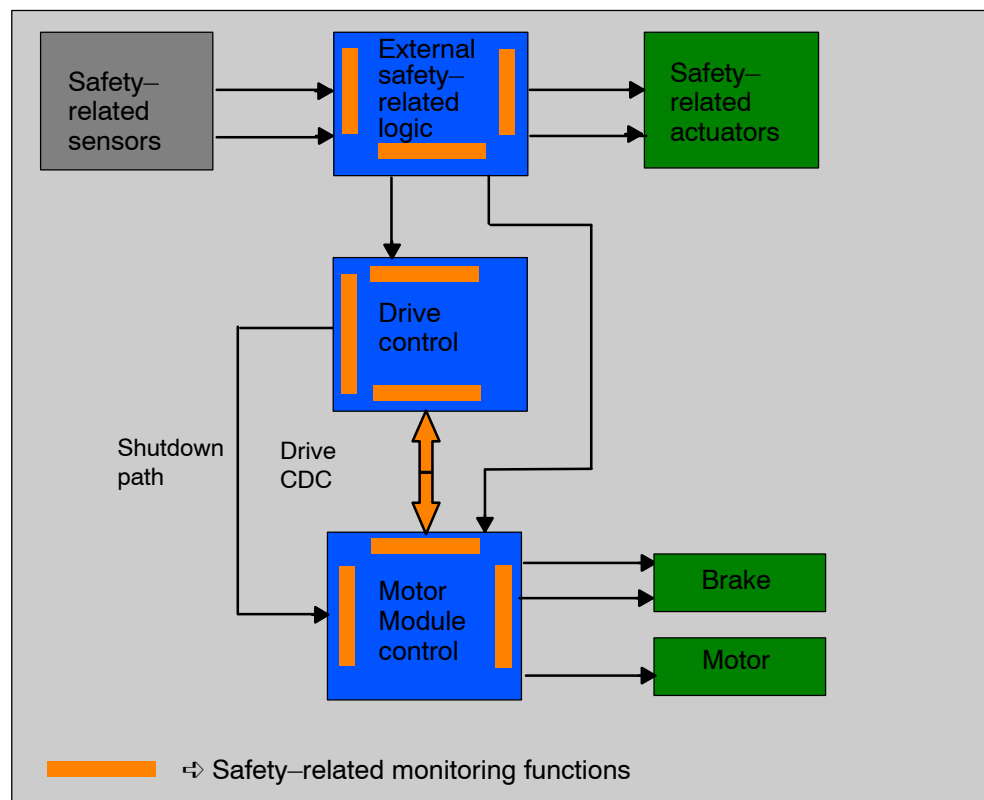 Safety–
related
sensors
External
safety–
related
logic
Safety–
related
actuators
Drive
control
Shutdown
path
Drive
CDC
Motor
Module
control
Brake
Motor
➪ Safety–related monitoring functions